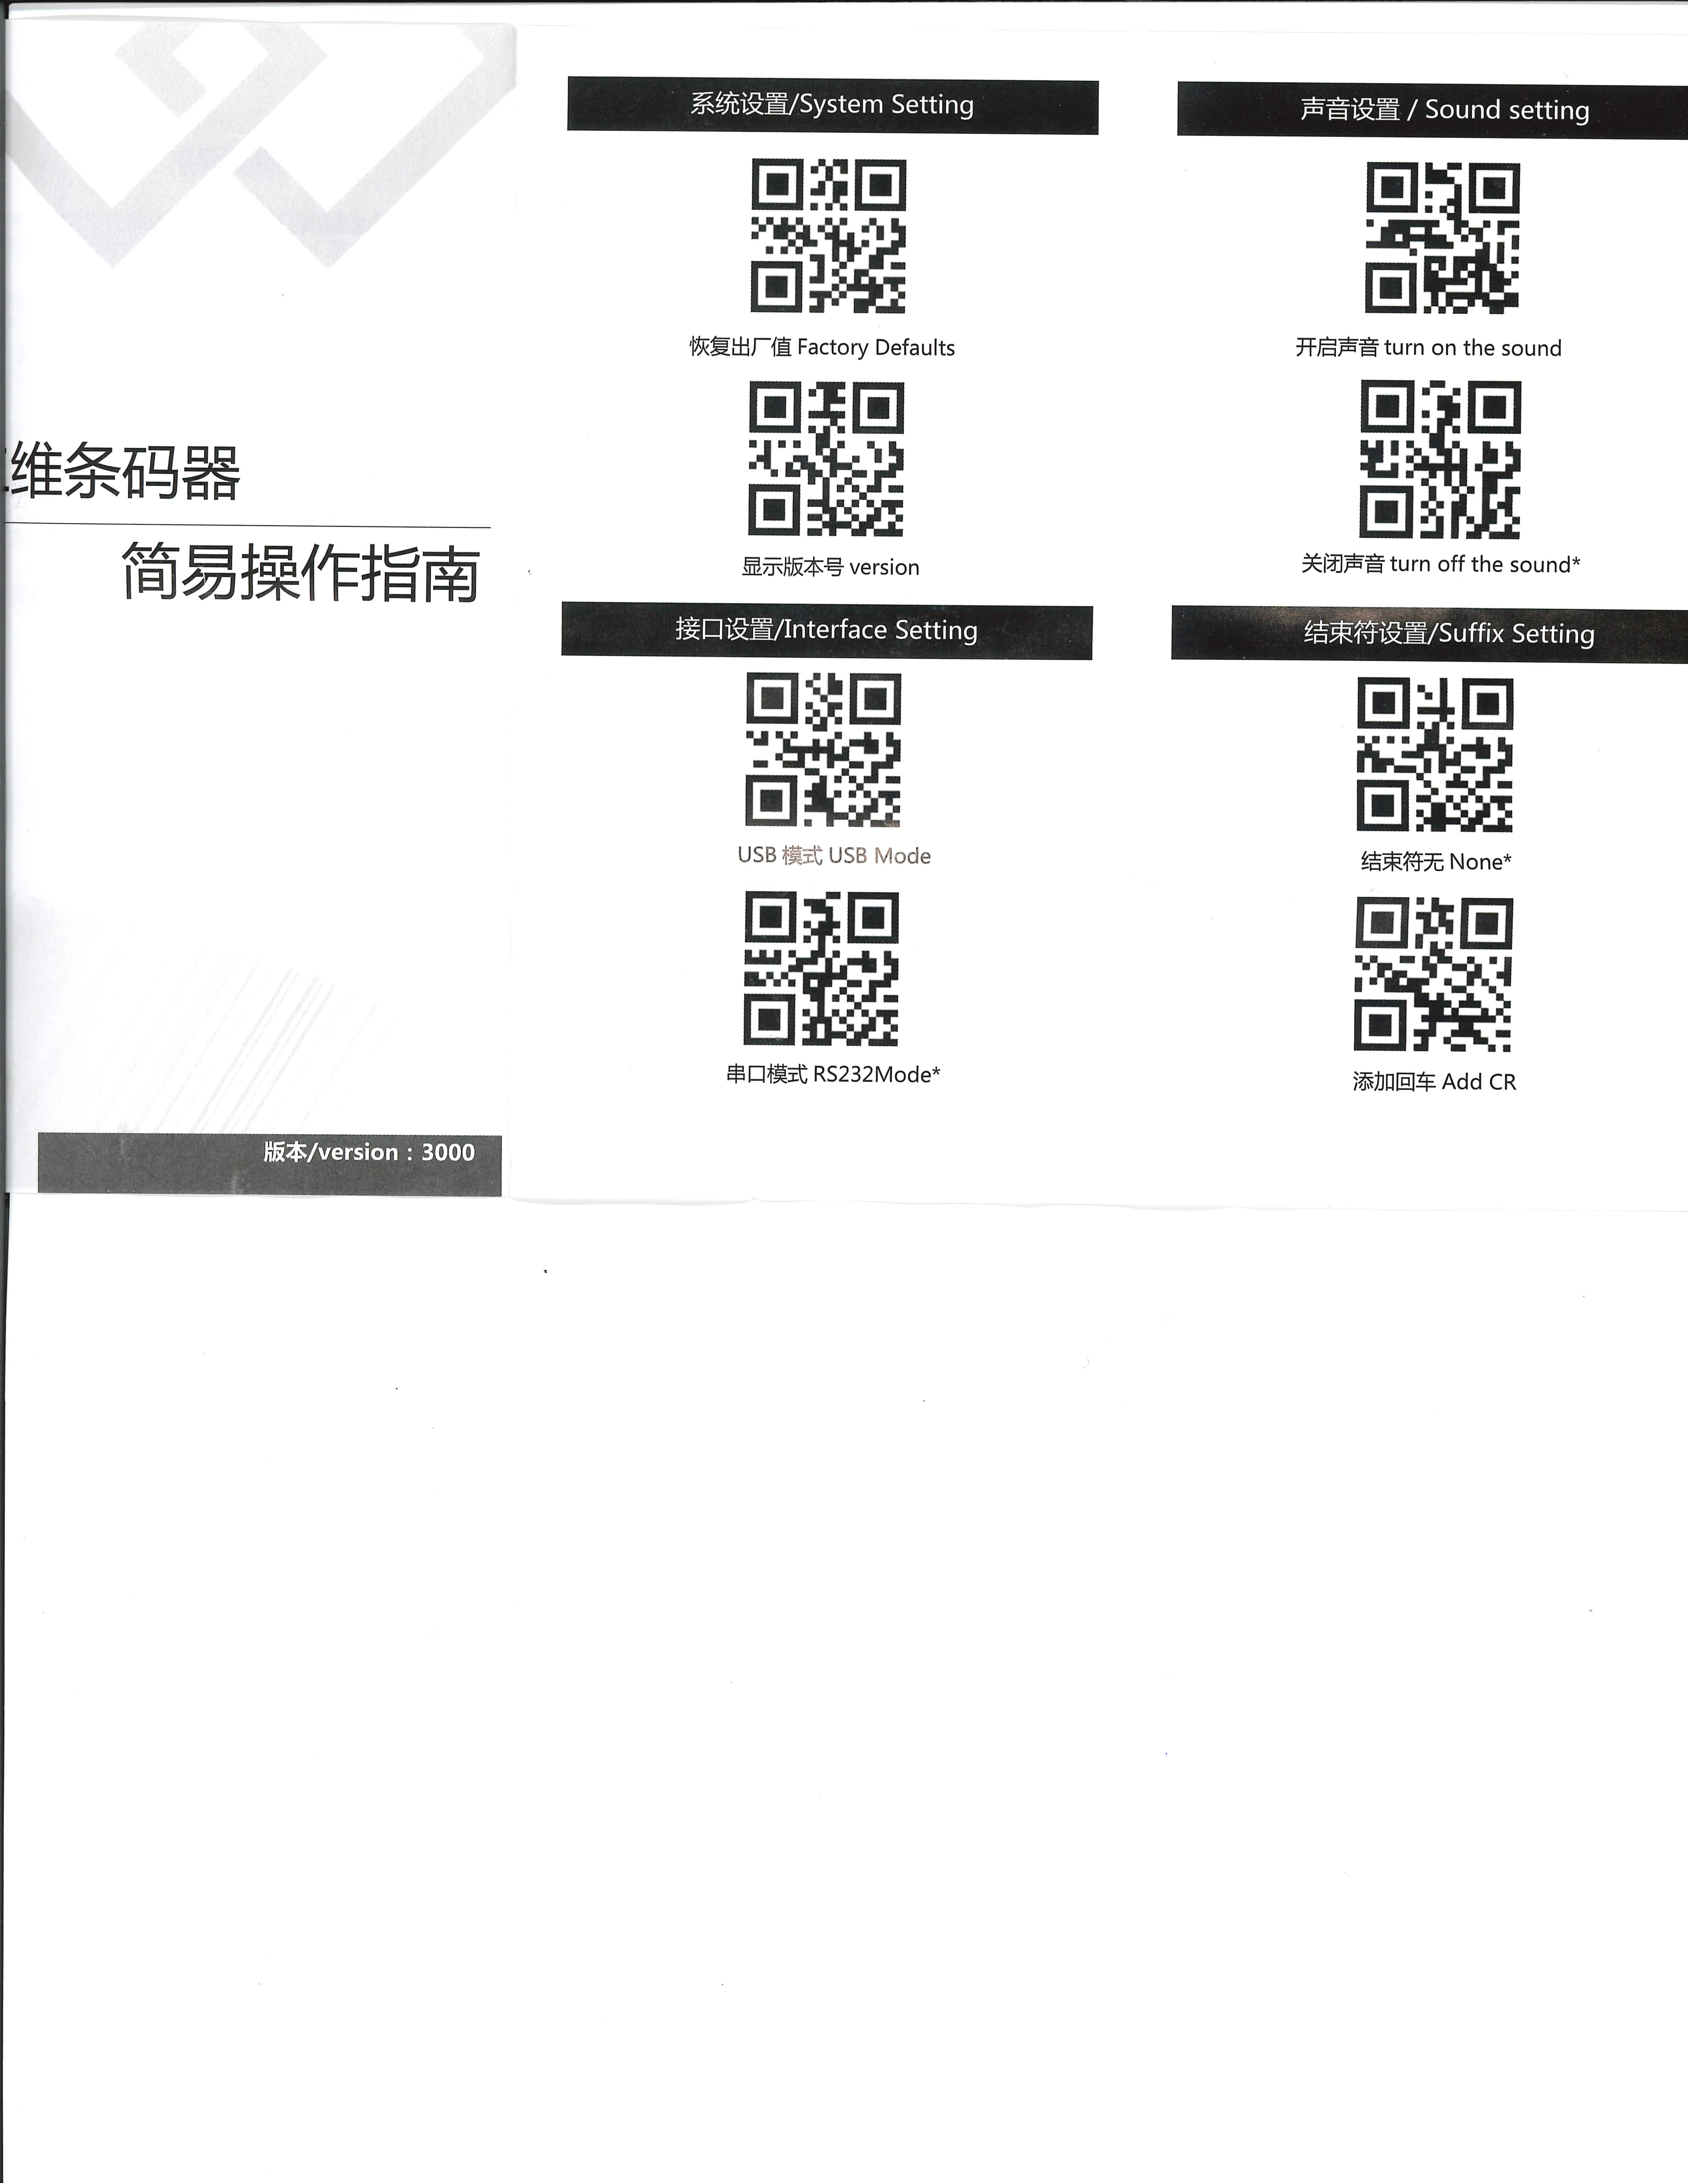 维条码器
简易操作指南
版本/version：3000
系统设置/System Setting
恢复出厂值 Factory Defaults
显示版本号 version
接口设置/Interface Setting
USB 模式 USB Mode
串口模式 RS232Mode*
声音设置 / Sound setting
开启声音 turn on the sound
关闭声音 turn off the sound*
结束符设置/Suffix Setting
结束符无 None*
添加回车 Add CR